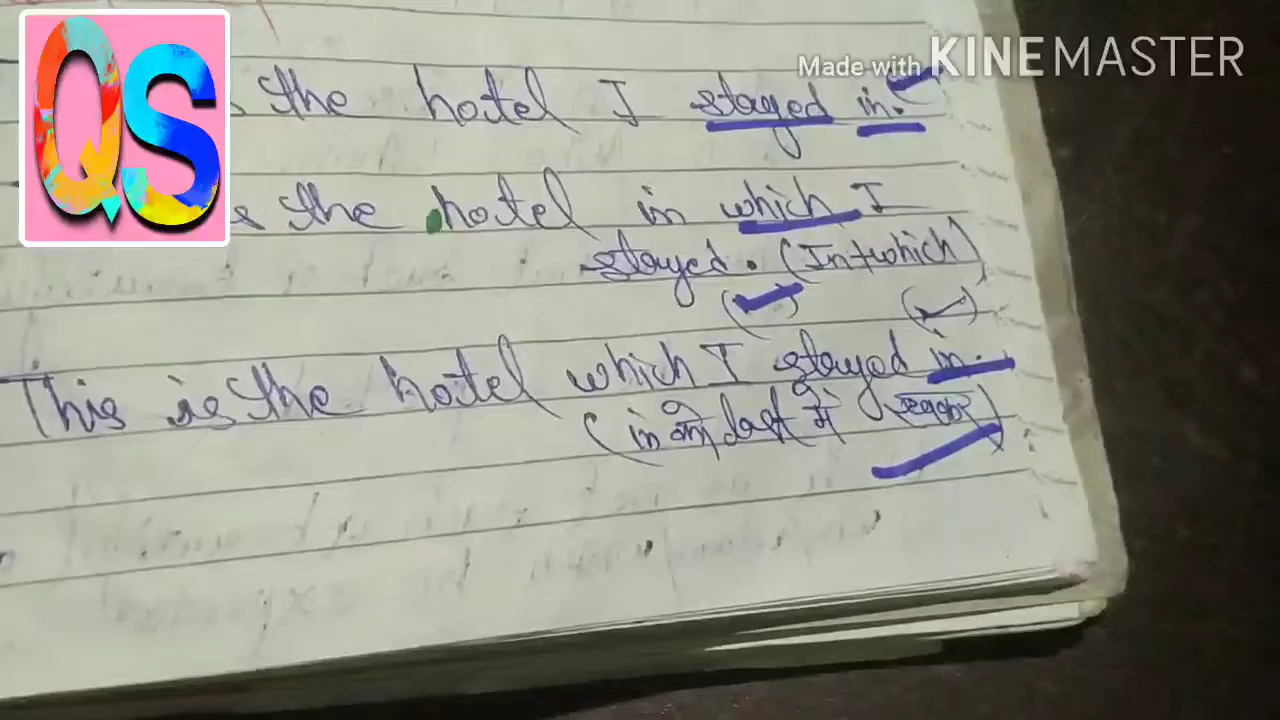 QS
Made with KINEMASTER
the hotel I stayed in.
the hotel in which I
stayed. (In+which)
This is the hotel which I stayed in.
(in को last में रखकर)